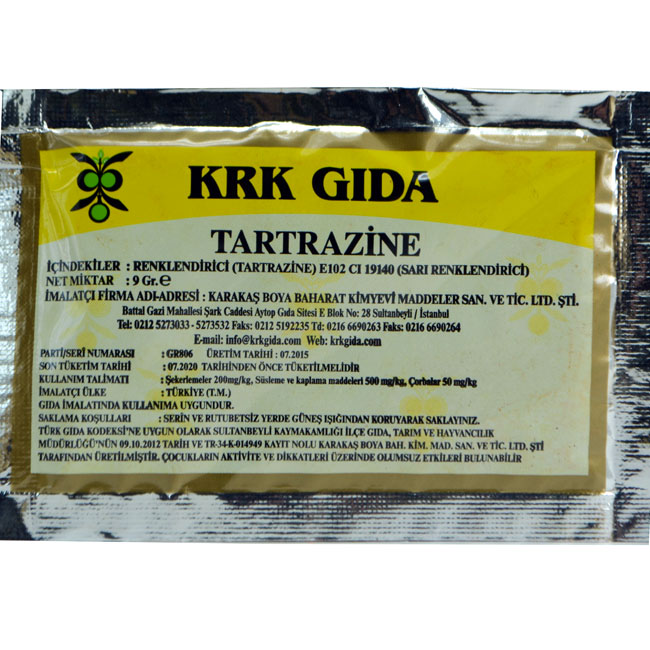 KRK GIDA
TARTRAZİNE
İÇİNDEKİLER : RENKLENDİRİCİ (TARTRAZİNE) E102 CI 19140 (SARI RENKLENDİRİCİ)
NET MİKTAR : 9 Gr.e
İMALATÇI FİRMA ADI-ADRESİ : KARAKAŞ BOYA BAHARAT KİMYEVİ MADDELER SAN. VE TİC. LTD. ŞTİ.
Battal Gazi Mahallesi Şark Caddesi Aytop Gıda Sitesi E Blok No: 28 Sultanbeyli / İstanbul
Tel: 0212 5273033 - 5273532 Faks: 0212 5192235 Td: 0216 6690263 Faks: 0216 6690264
E-mail: info@krkgida.com Web: krkgida.com
PARTİ/SERİ NUMARASI : GR806 ÜRETİM TARİHİ : 07.2015
SON TÜKETİM TARİHİ : 07.2020 TARİHİNDEN ÖNCE TÜKETİLMELİDİR
KULLANIM TALİMATI : Şekerlemeler 200mg/kg, Süsleme ve kaplama maddeleri 500 mg/kg, Çorbalar 50 mg/kg
İMALATÇI ÜLKE : TÜRKİYE (T.M.)
GIDA İMALATINDA KULLANIMA UYGUNDUR.
SAKLAMA KOŞULLARI : SERİN VE RUTUBETSİZ YERDE GÜNEŞ IŞIĞINDAN KORUYARAK SAKLAYINIZ.
TÜRK GIDA KODEKSİ'NE UYGUN OLARAK SULTANBEYLİ KAYMAKAMLIĞI İLÇE GIDA, TARIM VE HAYVANCILIK
MÜDÜRLÜĞÜ'NÜN 09.10.2012 TARİH VE TR-34-K-014949 KAYIT NOLU KARAKAŞ BOYA BAH. KİM. MAD. SAN. VE TİC. LTD. ŞTİ
TARAFINDAN ÜRETİLMİŞTİR. ÇOCUKLARIN AKTİVİTE VE DİKKATLERİ ÜZERİNDE OLUMSUZ ETKİLERİ BULUNABİLİR